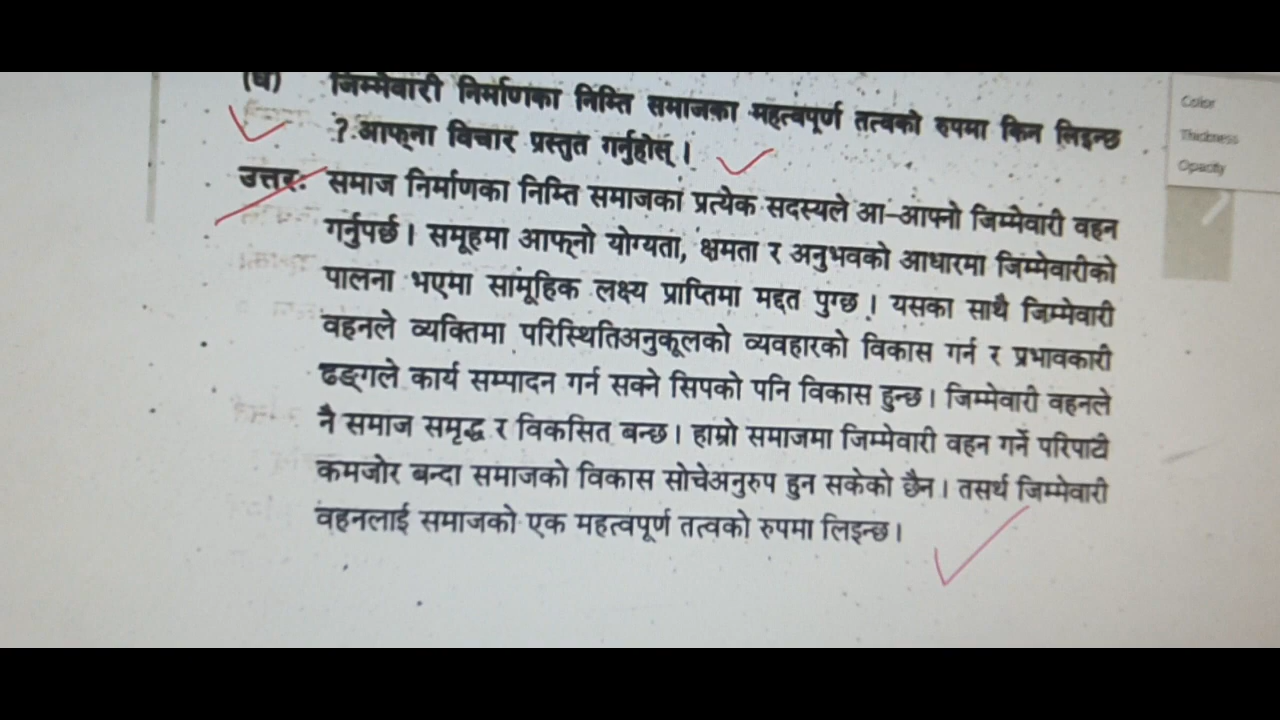 (घ) जिम्मेवारी निर्माणका निम्ति समाजका महत्वपूर्ण तत्वको रुपमा किन लिइन्छ
? आफ्ना विचार प्रस्तुत गर्नुहोस् ।
उत्तर: समाज निर्माणका निम्ति समाजका प्रत्येक सदस्यले आ-आफ्नो जिम्मेवारी वहन
गर्नुपर्छ । समूहमा आफ्नो योग्यता, क्षमता र अनुभवको आधारमा जिम्मेवारीको
पालना भएमा सामूहिक लक्ष्य प्राप्तिमा मद्दत पुग्छ । यसका साथै जिम्मेवारी
वहनले व्यक्तिमा परिस्थितिअनुकूलको व्यवहारको विकास गर्न र प्रभावकारी
ढङ्गले कार्य सम्पादन गर्न सक्ने सिपको पनि विकास हुन्छ । जिम्मेवारी वहनले
नै समाज समृद्ध र विकसित बन्छ । हाम्रो समाजमा जिम्मेवारी वहन गर्ने परिपाटी
कमजोर बन्दा समाजको विकास सोचेअनुरुप हुन सकेको छैन । तसर्थ जिम्मेवारी
वहनलाई समाजको एक महत्वपूर्ण तत्वको रुपमा लिइन्छ ।
Color
Thickness
Opacity